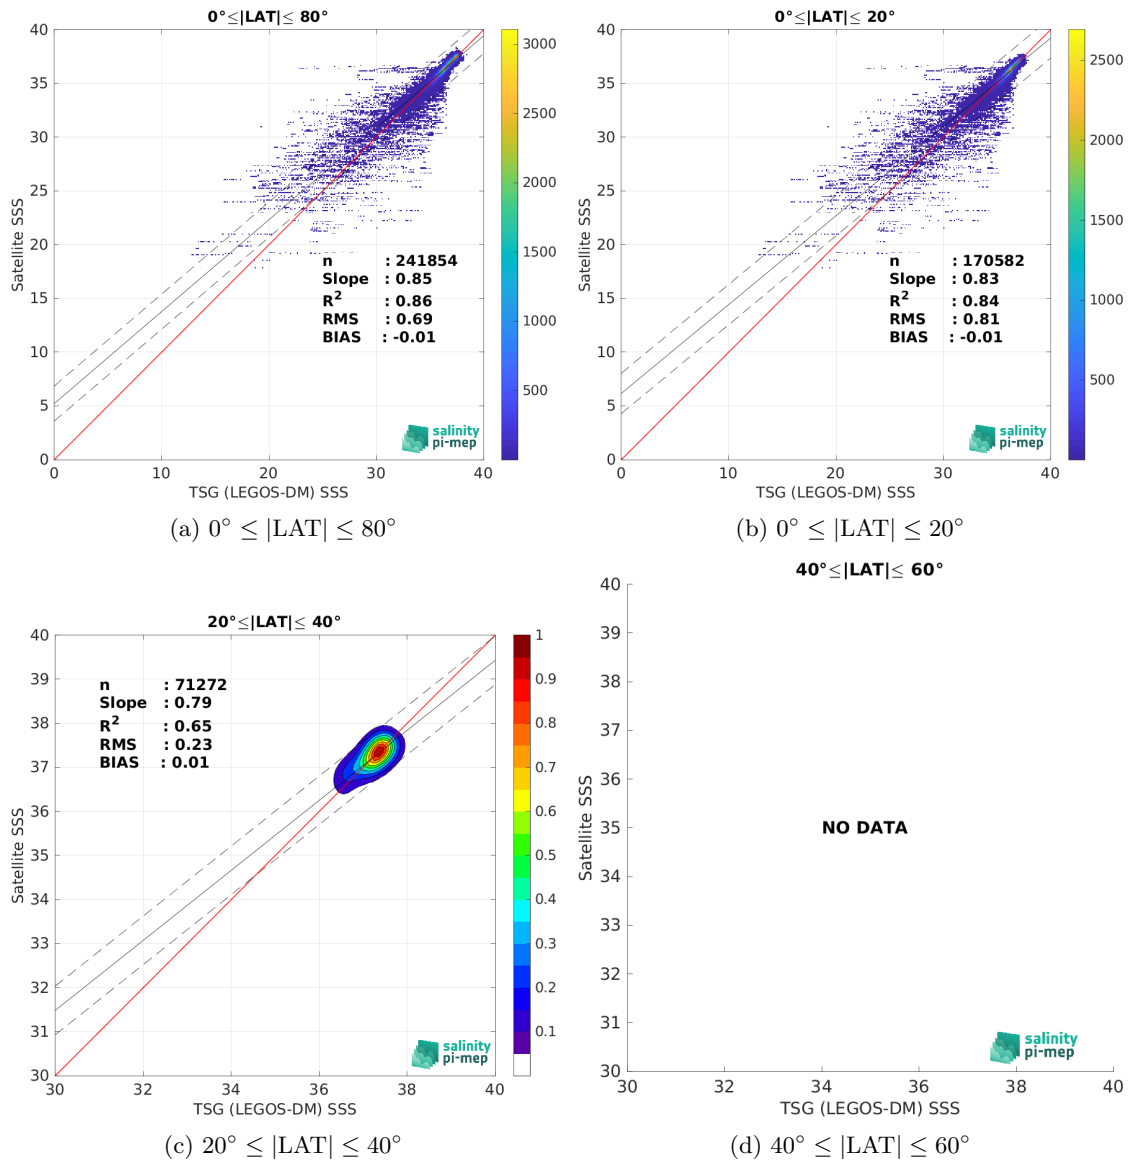 0°≤|LAT|≤ 80°
40
35
30
25
20
15
10
5
0
0
10
20
30
40
Satellite SSS
TSG (LEGOS-DM) SSS
n : 241854
Slope : 0.85
R² : 0.86
RMS : 0.69
BIAS : -0.01
salinity
pi-mep
3000
2500
2000
1500
1000
500
(a) 0° ≤ |LAT| ≤ 80°
0°≤|LAT|≤ 20°
40
35
30
25
20
15
10
5
0
0
10
20
30
40
Satellite SSS
TSG (LEGOS-DM) SSS
n : 170582
Slope : 0.83
R² : 0.84
RMS : 0.81
BIAS : -0.01
salinity
pi-mep
2500
2000
1500
1000
500
(b) 0° ≤ |LAT| ≤ 20°
20°≤|LAT|≤ 40°
40
39
38
37
36
35
34
33
32
31
30
30
32
34
36
38
40
Satellite SSS
TSG (LEGOS-DM) SSS
n : 71272
Slope : 0.79
R² : 0.65
RMS : 0.23
BIAS : 0.01
salinity
pi-mep
1
0.9
0.8
0.7
0.6
0.5
0.4
0.3
0.2
0.1
(c) 20° ≤ |LAT| ≤ 40°
40°≤|LAT|≤ 60°
40
39
38
37
36
35
34
33
32
31
30
30
32
34
36
38
40
Satellite SSS
TSG (LEGOS-DM) SSS
NO DATA
salinity
pi-mep
(d) 40° ≤ |LAT| ≤ 60°